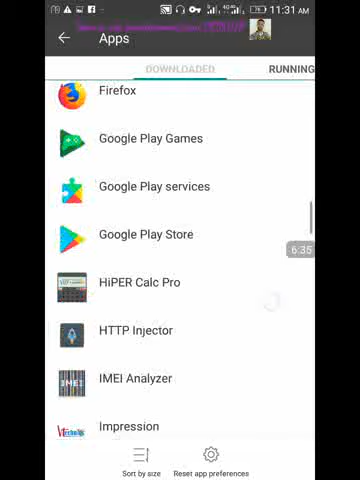 11:31 AM
Apps
DOWNLOADED
RUNNING
Firefox
Google Play Games
Google Play services
Google Play Store
6:35
HiPER Calc Pro
HTTP Injector
IMEI Analyzer
IMEI
Impression
Sort by size
Reset app preferences